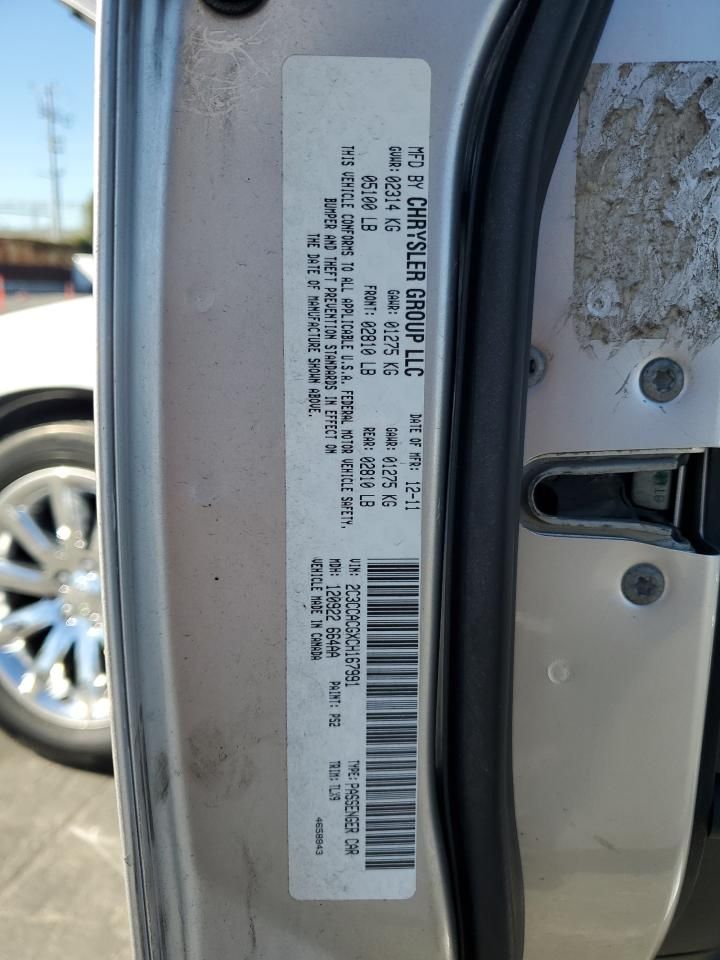 MFD BY CHRYSLER GROUP LLC DATE OF MFR: 12-11
GVWR: 02314 KG GAWR: 01275 KG GAWR: 01275 KG
05100 LB FRONT: 02810 LB REAR: 02810 LB
THIS VEHICLE CONFORMS TO ALL APPLICABLE U.S.A. FEDERAL MOTOR VEHICLE SAFETY,
BUMPER AND THEFT PREVENTION STANDARDS IN EFFECT ON
THE DATE OF MANUFACTURE SHOWN ABOVE.
VIN: 2C3CCACGXCH167991 TYPE: PASSENGER CAR
MDH: 120922 664AA PAINT: PS2 TRIM: TLX9
VEHICLE MADE IN CANADA 4658843